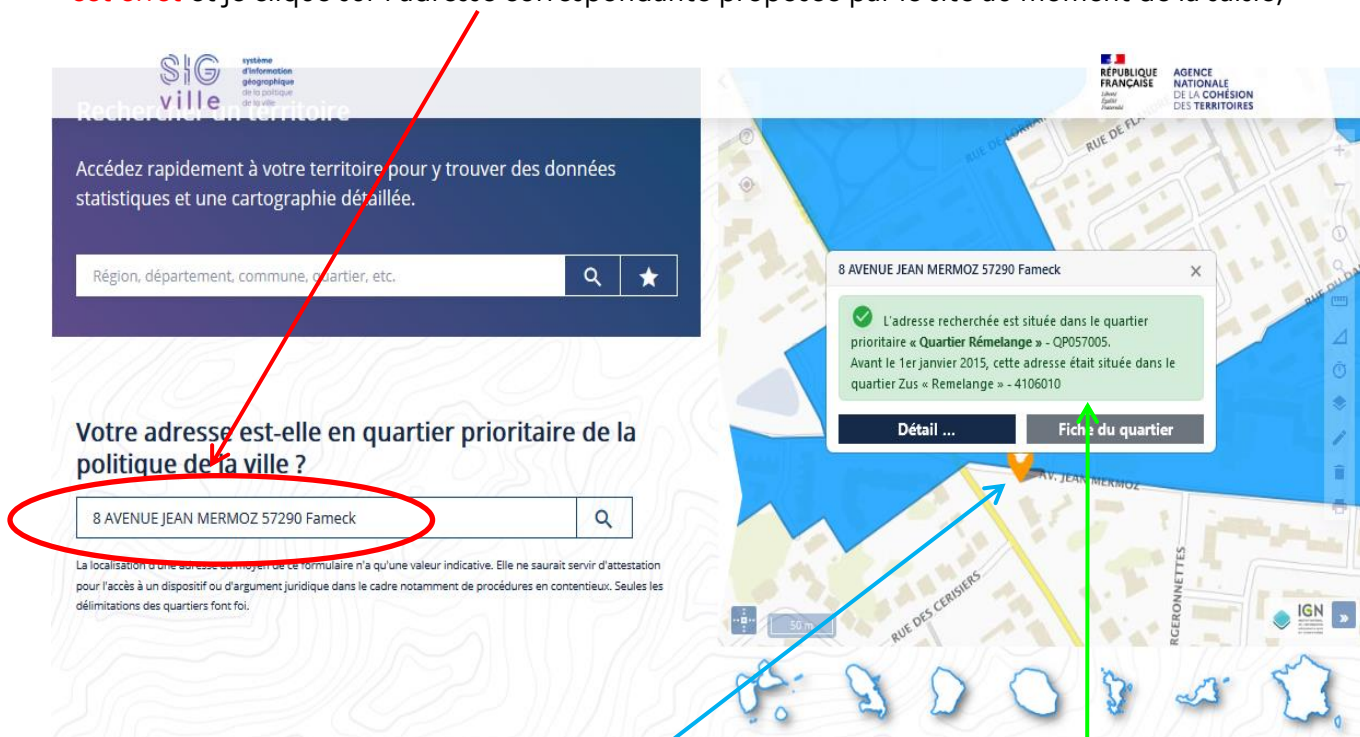 cet effet et je clique sur l'adresse correspondante proposée par le site au moment de la saisie,
SIG ville
système
d'information
géographique
de la politique
de la ville
Rechercher un territoire
Accédez rapidement à votre territoire pour y trouver des données
statistiques et une cartographie détaillée.
Région, département, commune, quartier, etc.
Votre adresse est-elle en quartier prioritaire de la
politique de la ville ?
8 AVENUE JEAN MERMOZ 57290 Fameck
La localisation d'une adresse au moyen de ce formulaire n'a qu'une valeur indicative. Elle ne saurait servir d'attestation
pour l'accès à un dispositif ou d'argument juridique dans le cadre notamment de procédures en contentieux. Seules les
délimitations des quartiers font foi.
RÉPUBLIQUE
FRANÇAISE
Liberté
Égalité
Fraternité
AGENCE
NATIONALE
DE LA COHÉSION
DES TERRITOIRES
RUE DE
RUE DE
8 AVENUE JEAN MERMOZ 57290 Fameck
L'adresse recherchée est située dans le quartier
prioritaire « Quartier Rémelange » - QP057005.
Avant le 1er janvier 2015, cette adresse était située dans le
quartier Zus « Remelange » - 4106010
Détail ...
Fiche du quartier
AV. JEAN MERMOZ
RUE DES CERISIERS
RGERONNETTES
50 m
IGN